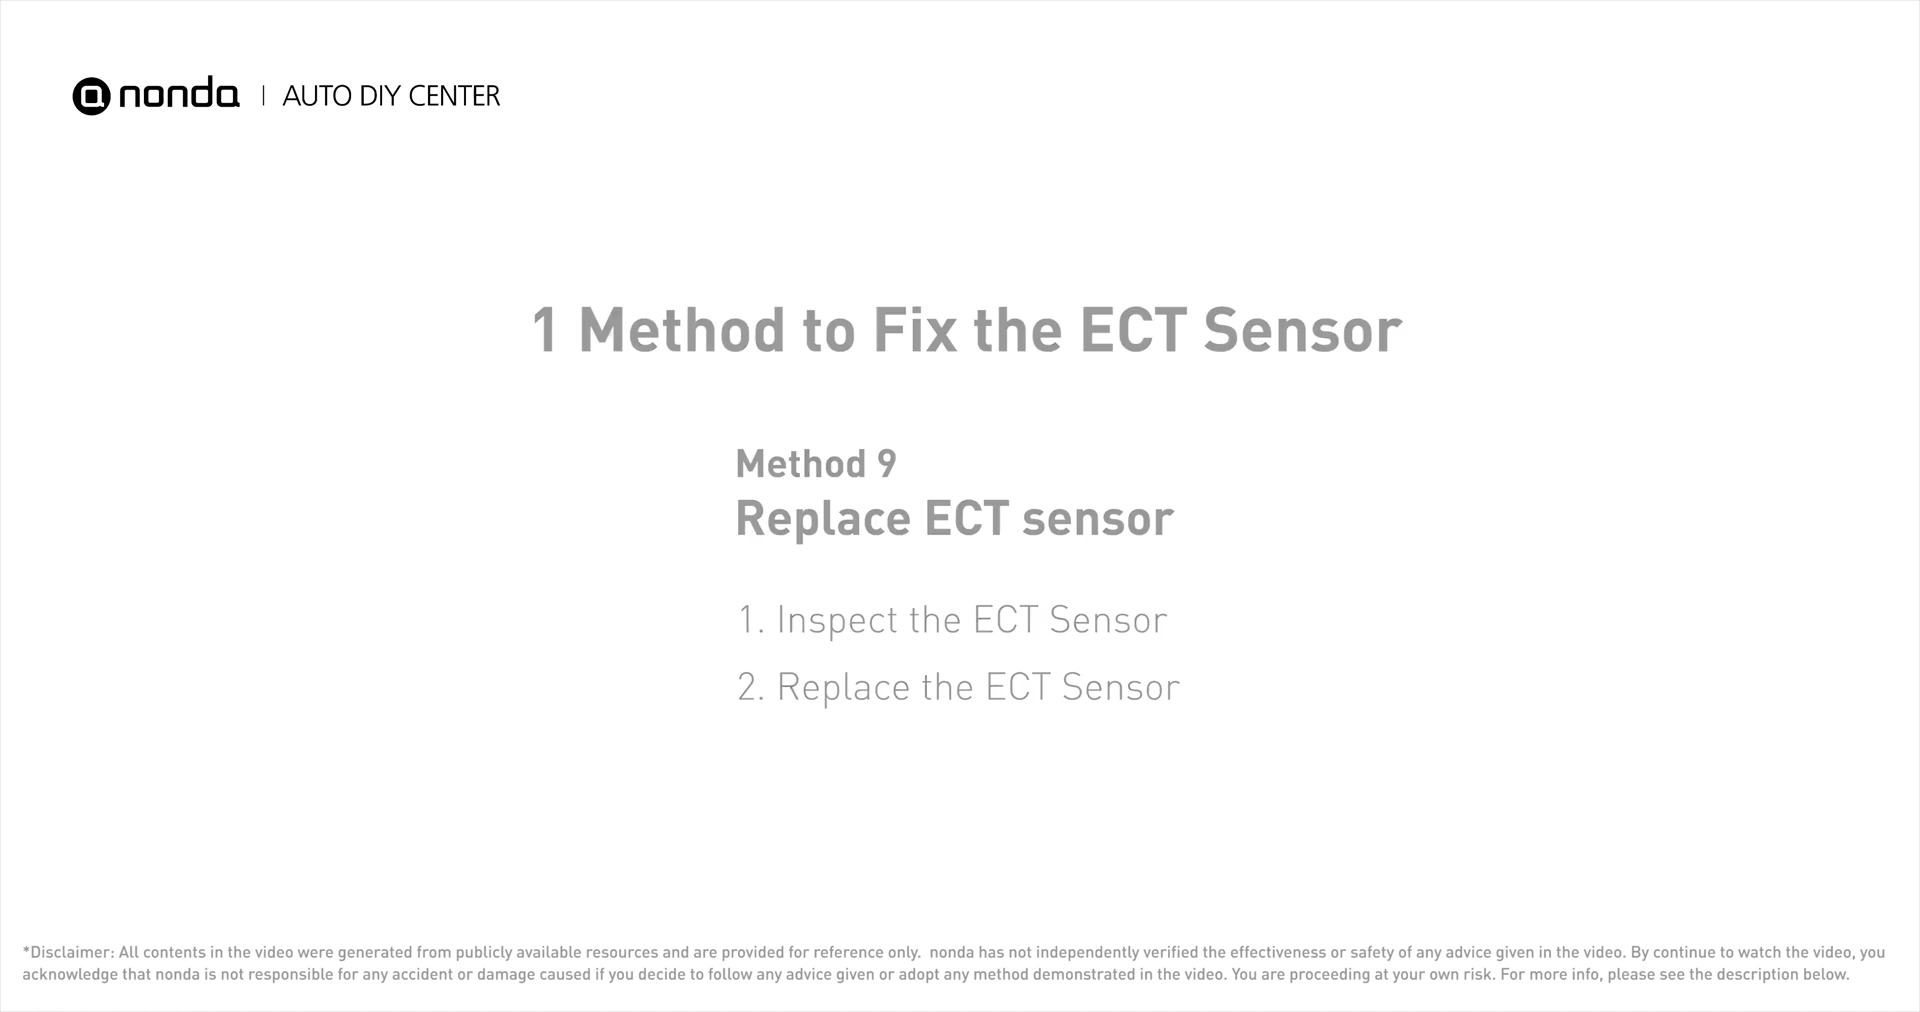 nonda | AUTO DIY CENTER
1 Method to Fix the ECT Sensor
Method 9
Replace ECT sensor
1. Inspect the ECT Sensor
2. Replace the ECT Sensor
*Disclaimer: All contents in the video were generated from publicly available resources and are provided for reference only.  nonda has not independently verified the effectiveness or safety of any advice given in the video. By continue to watch the video, you
acknowledge that nonda is not responsible for any accident or damage caused if you decide to follow any advice given or adopt any method demonstrated in the video. You are proceeding at your own risk. For more info, please see the description below.